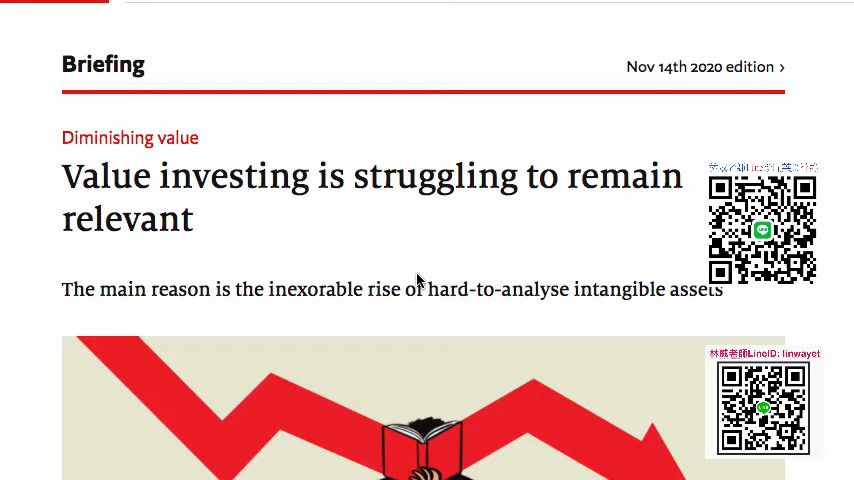 Briefing
Nov 14th 2020 edition ›
Diminishing value
Value investing is struggling to remain
relevant
The main reason is the inexorable rise of hard-to-analyse intangible assets
林威老師LineID: linwayet